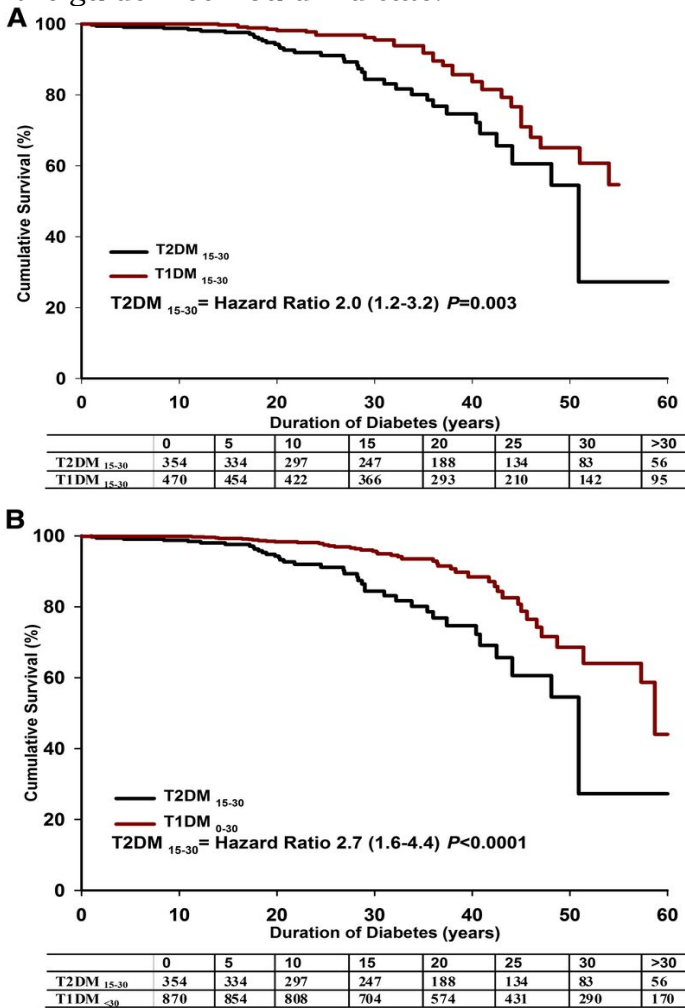 A
100
80
60
40
20
0
Cumulative Survival (%)
T2DM 15-30
T1DM 15-30
T2DM 15-30= Hazard Ratio 2.0 (1.2-3.2) P=0.003
0 10 20 30 40 50 60
Duration of Diabetes (years)
0 5 10 15 20 25 30 >30
T2DM 15-30 354 334 297 247 188 134 83 56
T1DM 15-30 470 454 422 366 293 210 142 95
B
100
80
60
40
20
0
Cumulative Survival (%)
T2DM 15-30
T1DM 0-30
T2DM 15-30= Hazard Ratio 2.7 (1.6-4.4) P<0.0001
0 10 20 30 40 50 60
Duration of Diabetes (years)
0 5 10 15 20 25 30 >30
T2DM 15-30 354 334 297 247 188 134 83 56
T1DM <30 870 854 808 704 574 431 290 170